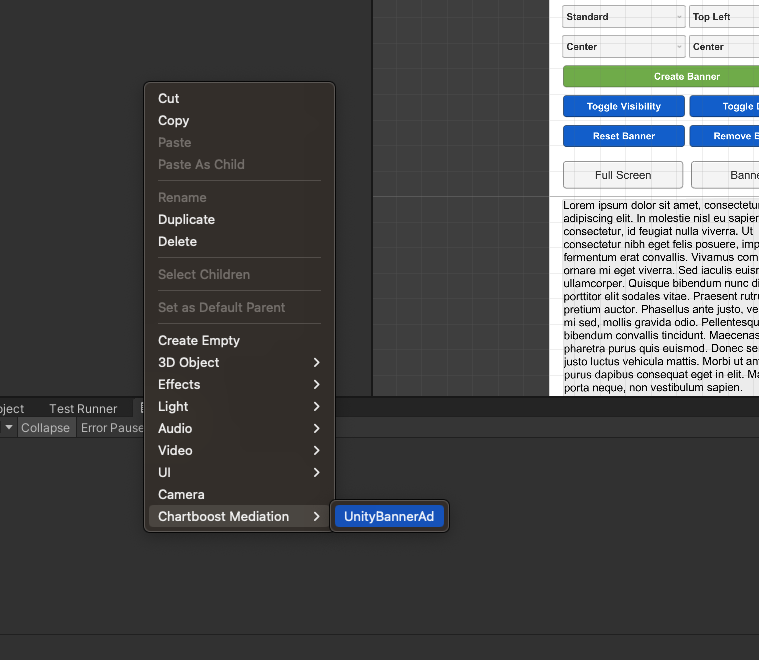 Standard
Top Left
Center
Center
Create Banner
Toggle Visibility
Toggle
Reset Banner
Remove
Full Screen
Lorem ipsum dolor sit amet, consectetur
adipiscing elit. In molestie nisl eu sapien
consectetur, id feugiat nulla viverra. Ut
consectetur nibh eget felis posuere, imp
fermentum erat convallis. Vivamus com
ornare mi eget viverra. Sed iaculis euism
ullamcorper. Quisque bibendum nunc di
porttitor elit sodales vitae. Praesent rutru
pretium auctor. Phasellus ante justo, ve
mi sed, mollis gravida odio. Pellentesqu
bibendum convallis tincidunt. Maecenas
pharetra purus quis euismod. Donec se
justo luctus vehicula mattis. Morbi ut an
purus dapibus consequat eget in elit. Ma
porta neque, non vestibulum sapien.
Cut
Copy
Paste
Paste As Child
Rename
Duplicate
Delete
Select Children
Set as Default Parent
Create Empty
3D Object
Effects
Light
Audio
Video
UI
Camera
Chartboost Mediation
UnityBannerAd
oject
Test Runner
Collapse
Error Pause